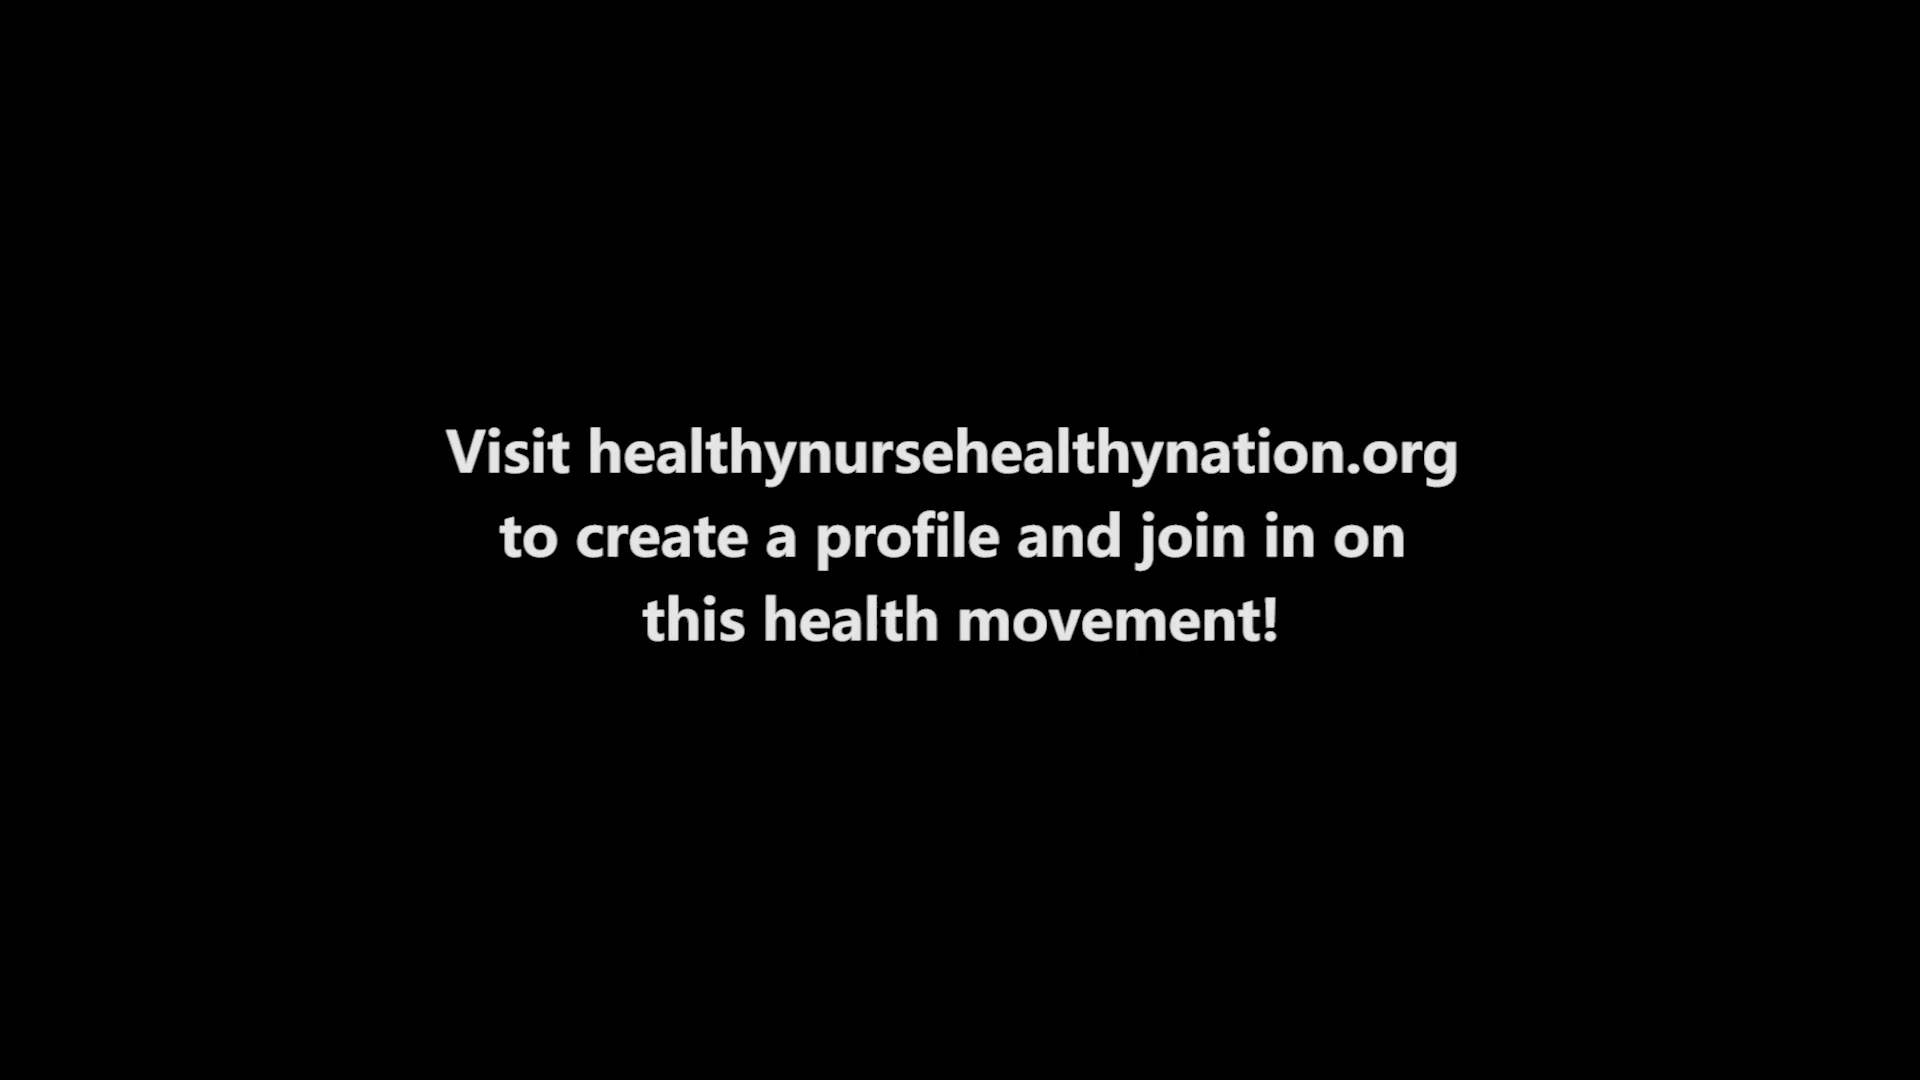 Visit healthynursehealthynation.org
to create a profile and join in on
this health movement!